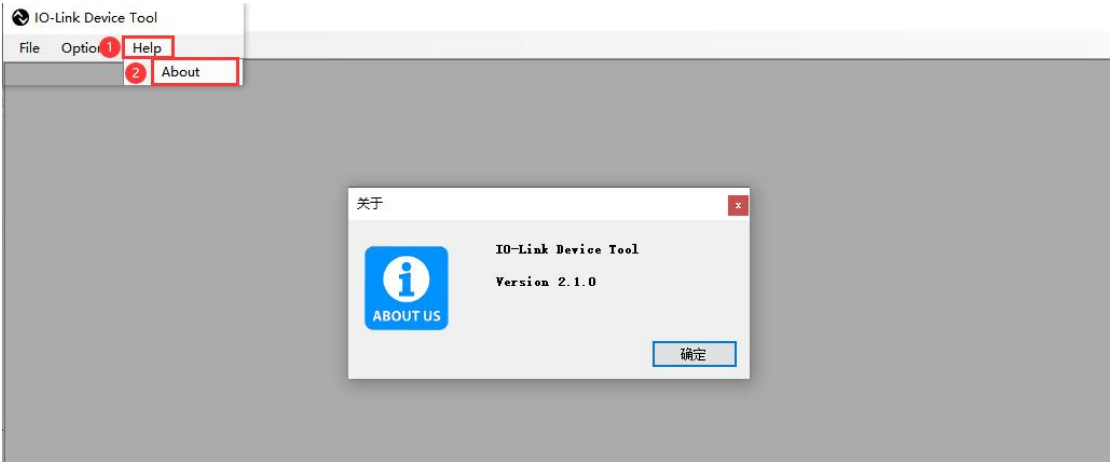 IO-Link Device Tool
File Option 1 Help
2 About
关于 x
IO-Link Device Tool
Version 2.1.0
ABOUT US
确定